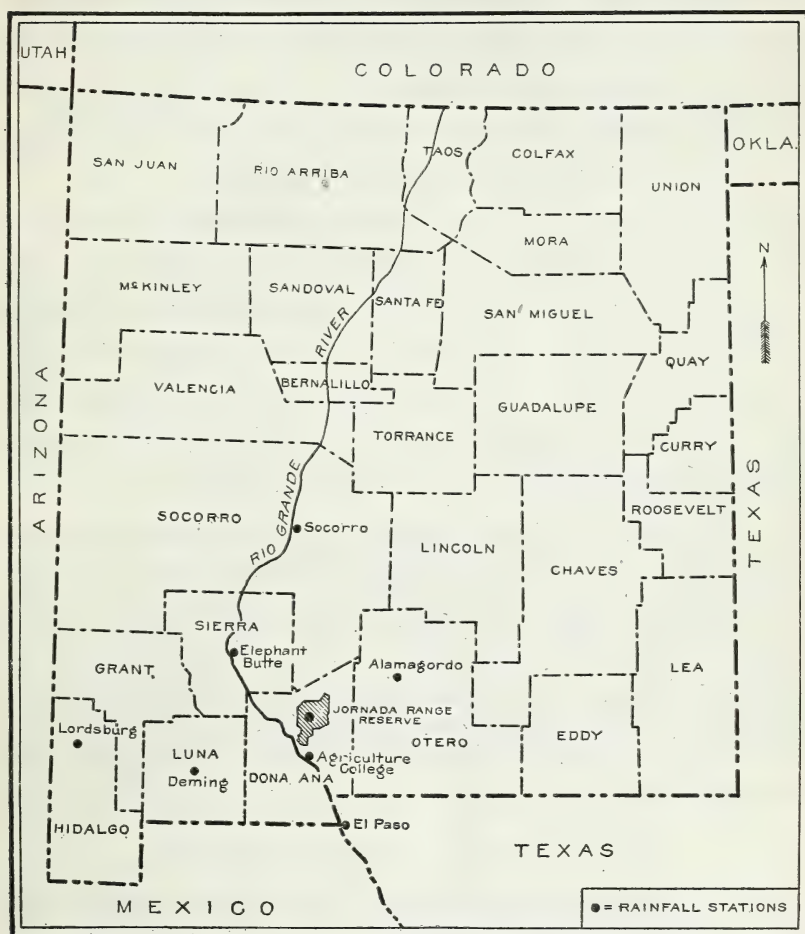 UTAH
COLORADO
OKLA.
SAN JUAN
RIO ARRIBA
TAOS
COLFAX
UNION
MORA
N
McKINLEY
SANDOVAL
SANTA FE
SAN MIGUEL
RIVER
QUAY
ARIZONA
VALENCIA
BERNALILLO
GUADALUPE
TORRANCE
CURRY
TEXAS
RIO GRANDE
SOCORRO
Socorro
ROOSEVELT
LINCOLN
CHAVES
SIERRA
Elephant
Butte
GRANT
Alamagordo
LEA
JORNADA RANGE
RESERVE
Lordsburg
LUNA
Deming
Agriculture
College
OTERO
EDDY
DONA ANA
HIDALGO
El Paso
TEXAS
MEXICO
= RAINFALL STATIONS